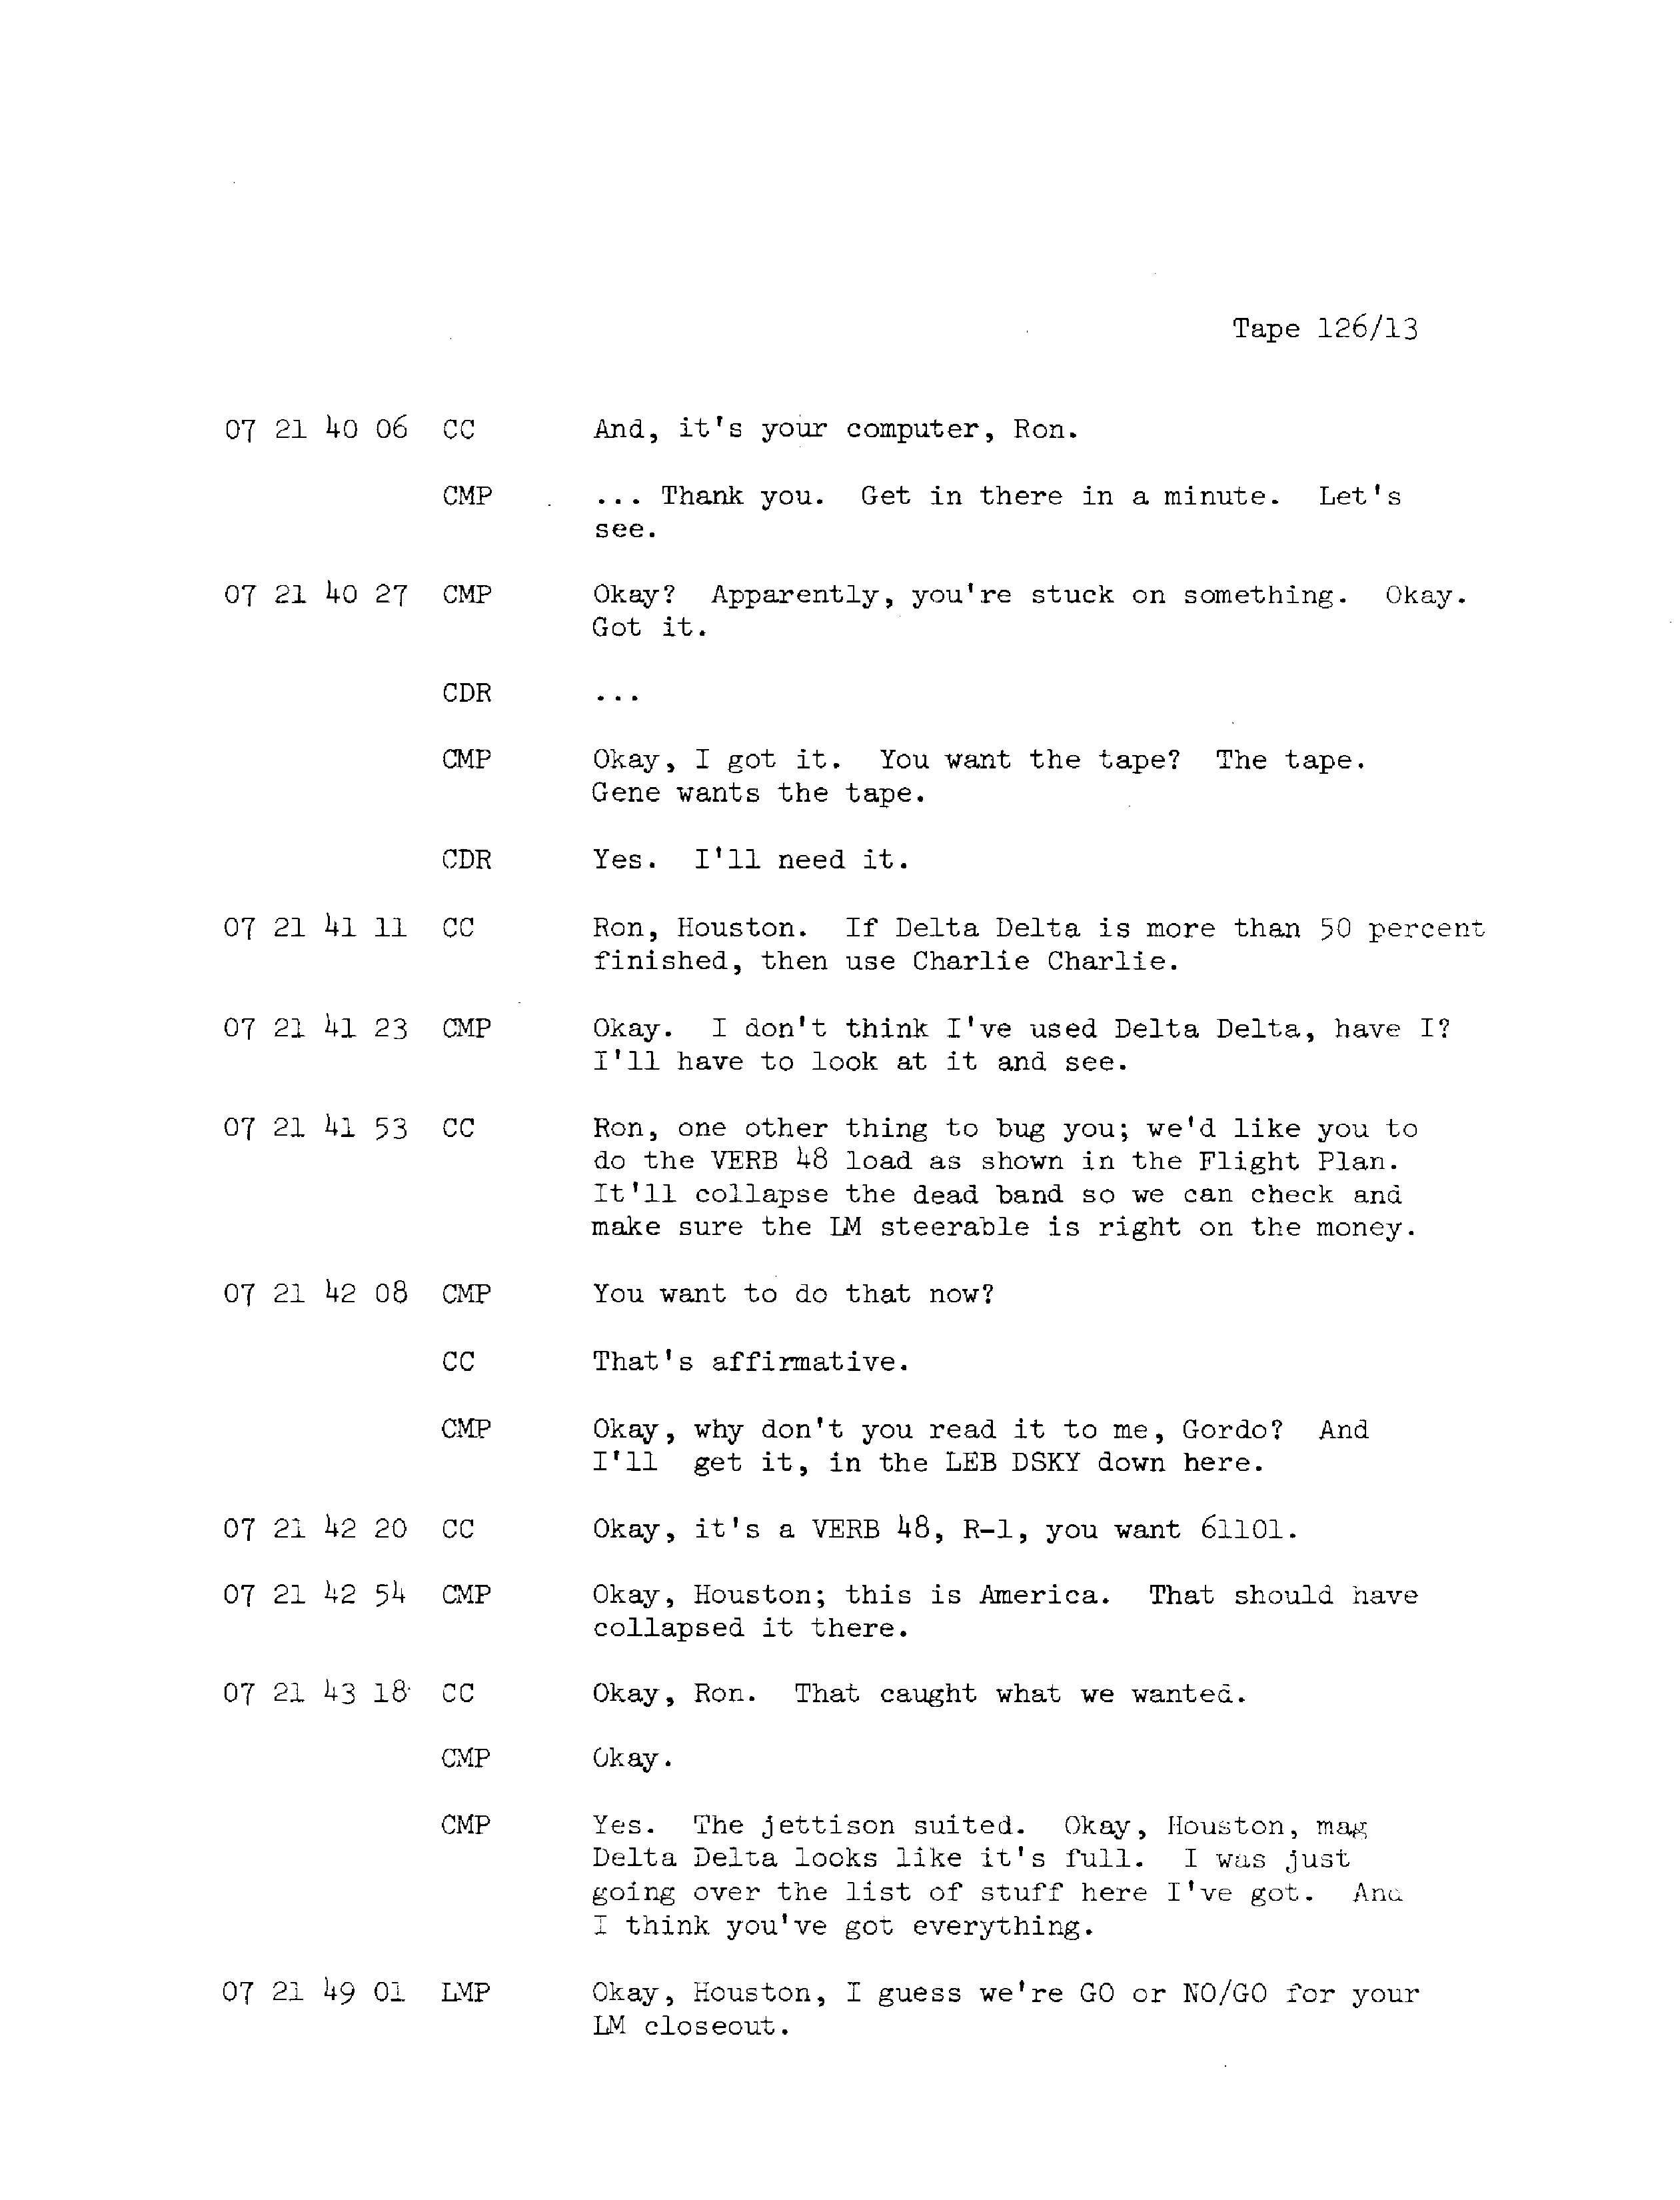 Tape 126/13
07 21 40 06 CC And, it's your computer, Ron.
CMP ... Thank you. Get in there in a minute. Let's
see.
07 21 40 27 CMP Okay? Apparently, you're stuck on something. Okay.
Got it.
CDR ...
CMP Okay, I got it. You want the tape? The tape.
Gene wants the tape.
CDR Yes. I'll need it.
07 21 41 11 CC Ron, Houston. If Delta Delta is more than 50 percent
finished, then use Charlie Charlie.
07 21 41 23 CMP Okay. I don't think I've used Delta Delta, have I?
I'll have to look at it and see.
07 21 41 53 CC Ron, one other thing to bug you; we'd like you to
do the VERB 48 load as shown in the Flight Plan.
It'll collapse the dead band so we can check and
make sure the LM steerable is right on the money.
07 21 42 08 CMP You want to do that now?
CC That's affirmative.
CMP Okay, why don't you read it to me, Gordo? And
I'll get it, in the LEB DSKY down here.
07 21 42 20 CC Okay, it's a VERB 48, R-1, you want 61101.
07 21 42 54 CMP Okay, Houston; this is America. That should have
collapsed it there.
07 21 43 18 CC Okay, Ron. That caught what we wanted.
CMP Okay.
CMP Yes. The jettison suited. Okay, Houston, mag
Delta Delta looks like it's full. I was just
going over the list of stuff here I've got. And
I think you've got everything.
07 21 49 01 LMP Okay, Houston, I guess we're GO or NO/GO for your
LM closeout.